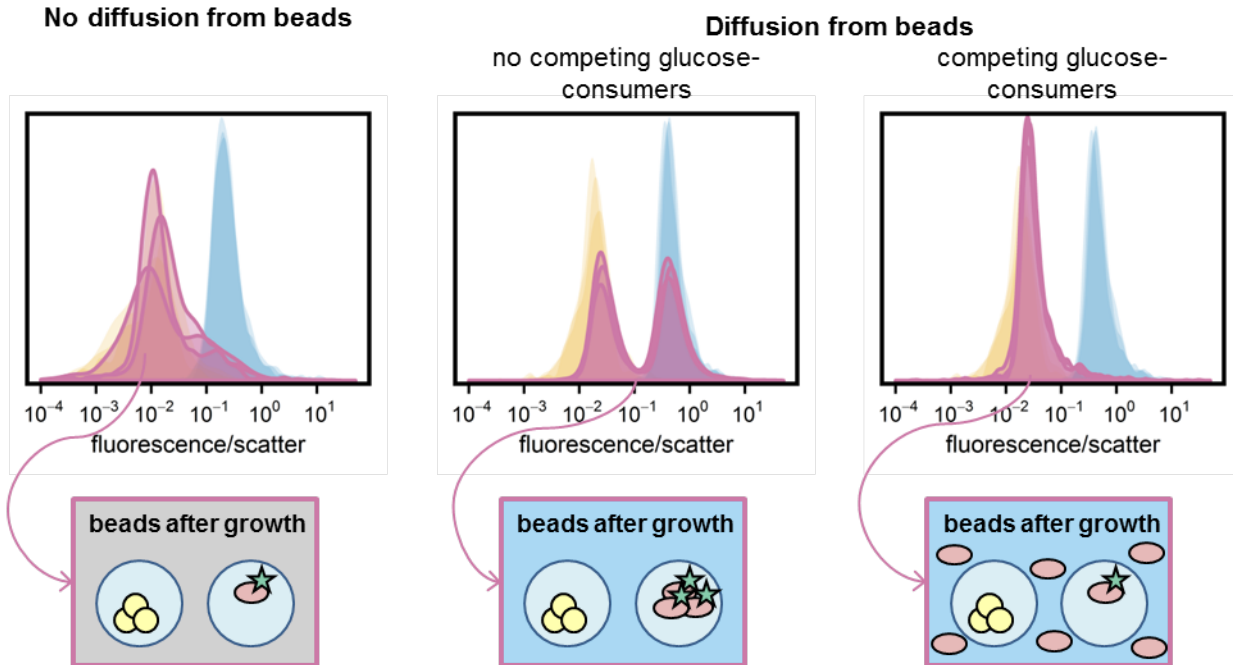 No diffusion from beads
Diffusion from beads
no competing glucose-
consumers
competing glucose-
consumers
10⁻⁴ 10⁻³ 10⁻² 10⁻¹ 10⁰ 10¹
fluorescence/scatter
10⁻⁴ 10⁻³ 10⁻² 10⁻¹ 10⁰ 10¹
fluorescence/scatter
10⁻⁴ 10⁻³ 10⁻² 10⁻¹ 10⁰ 10¹
fluorescence/scatter
beads after growth
beads after growth
beads after growth